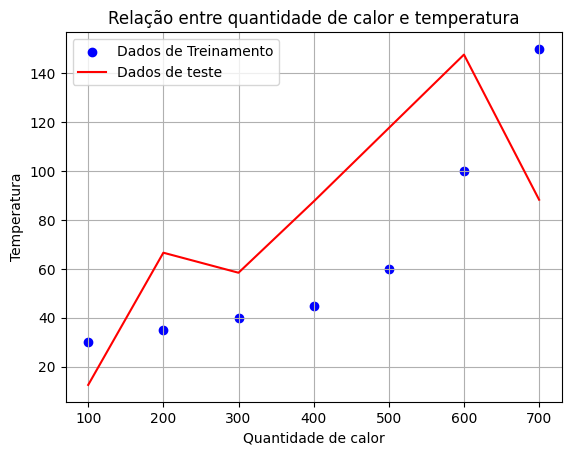 Relação entre quantidade de calor e temperatura
Dados de Treinamento
Dados de teste
140
120
100
80
60
40
20
Temperatura
100 200 300 400 500 600 700
Quantidade de calor